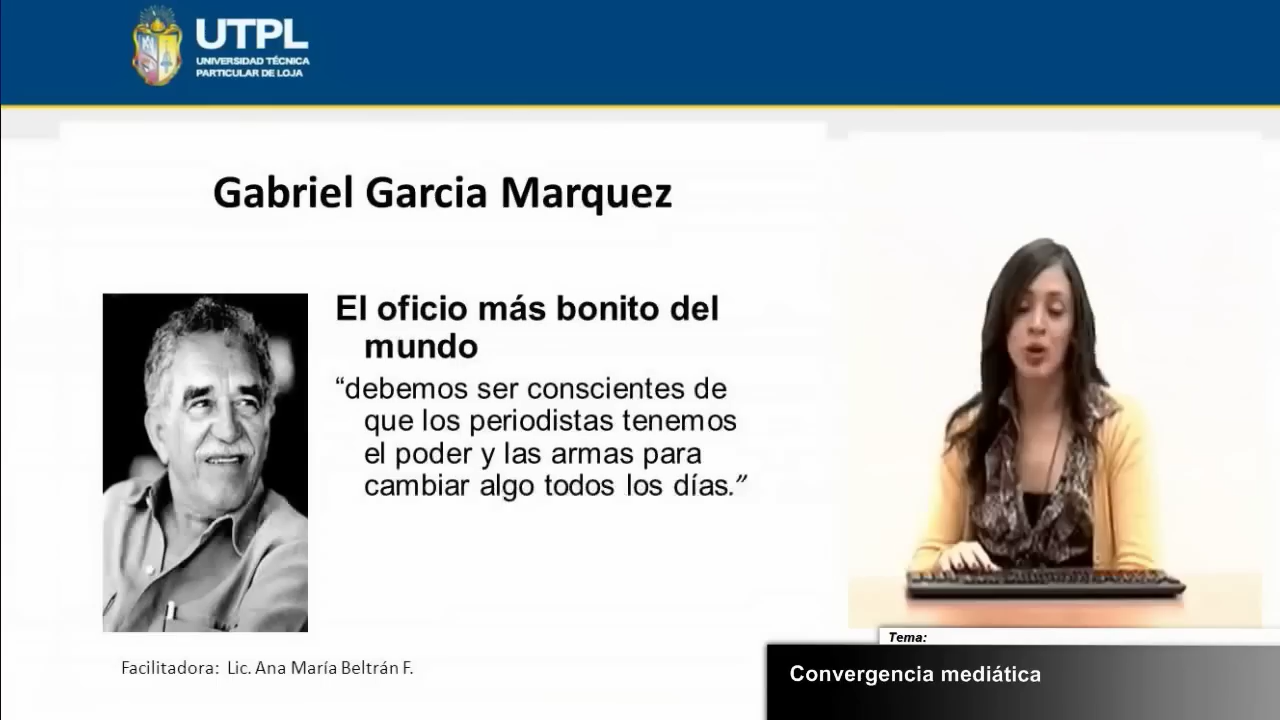 UTPL
UNIVERSIDAD TÉCNICA
PARTICULAR DE LOJA
Gabriel Garcia Marquez
El oficio más bonito del
mundo
“debemos ser conscientes de
que los periodistas tenemos
el poder y las armas para
cambiar algo todos los días.”
Facilitadora: Lic. Ana María Beltrán F.
Tema:
Convergencia mediática